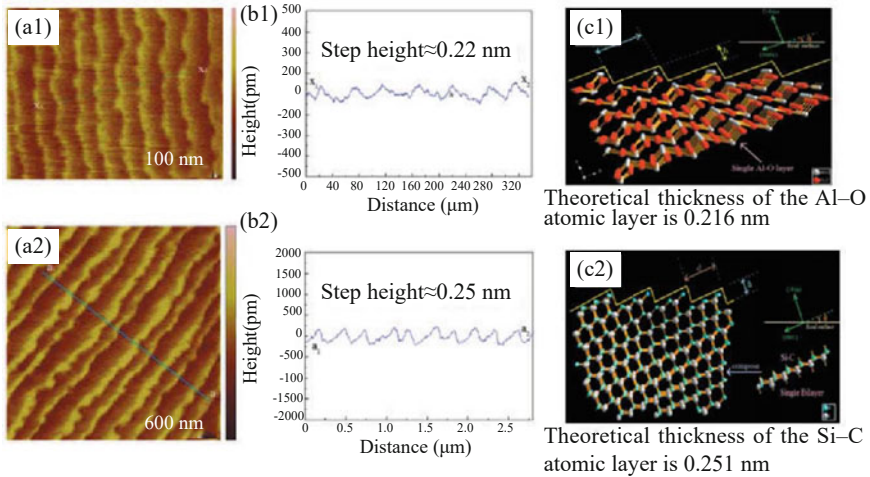 (a1)
100 nm
(b1)
Step height≈0.22 nm
Height(pm)
500
400
300
200
100
0
-100
-200
-300
-400
-500
0 40 80 120 160 200 240 280 320
Distance (μm)
(c1)
Single Al-O layer
Theoretical thickness of the Al–O
atomic layer is 0.216 nm
(a2)
600 nm
(b2)
Step height≈0.25 nm
Height(pm)
2000
1500
1000
500
0
-500
-1000
-1500
-2000
0 0.5 1.0 1.5 2.0 2.5
Distance (μm)
(c2)
Si-C
Single Bilayer
Theoretical thickness of the Si–C
atomic layer is 0.251 nm